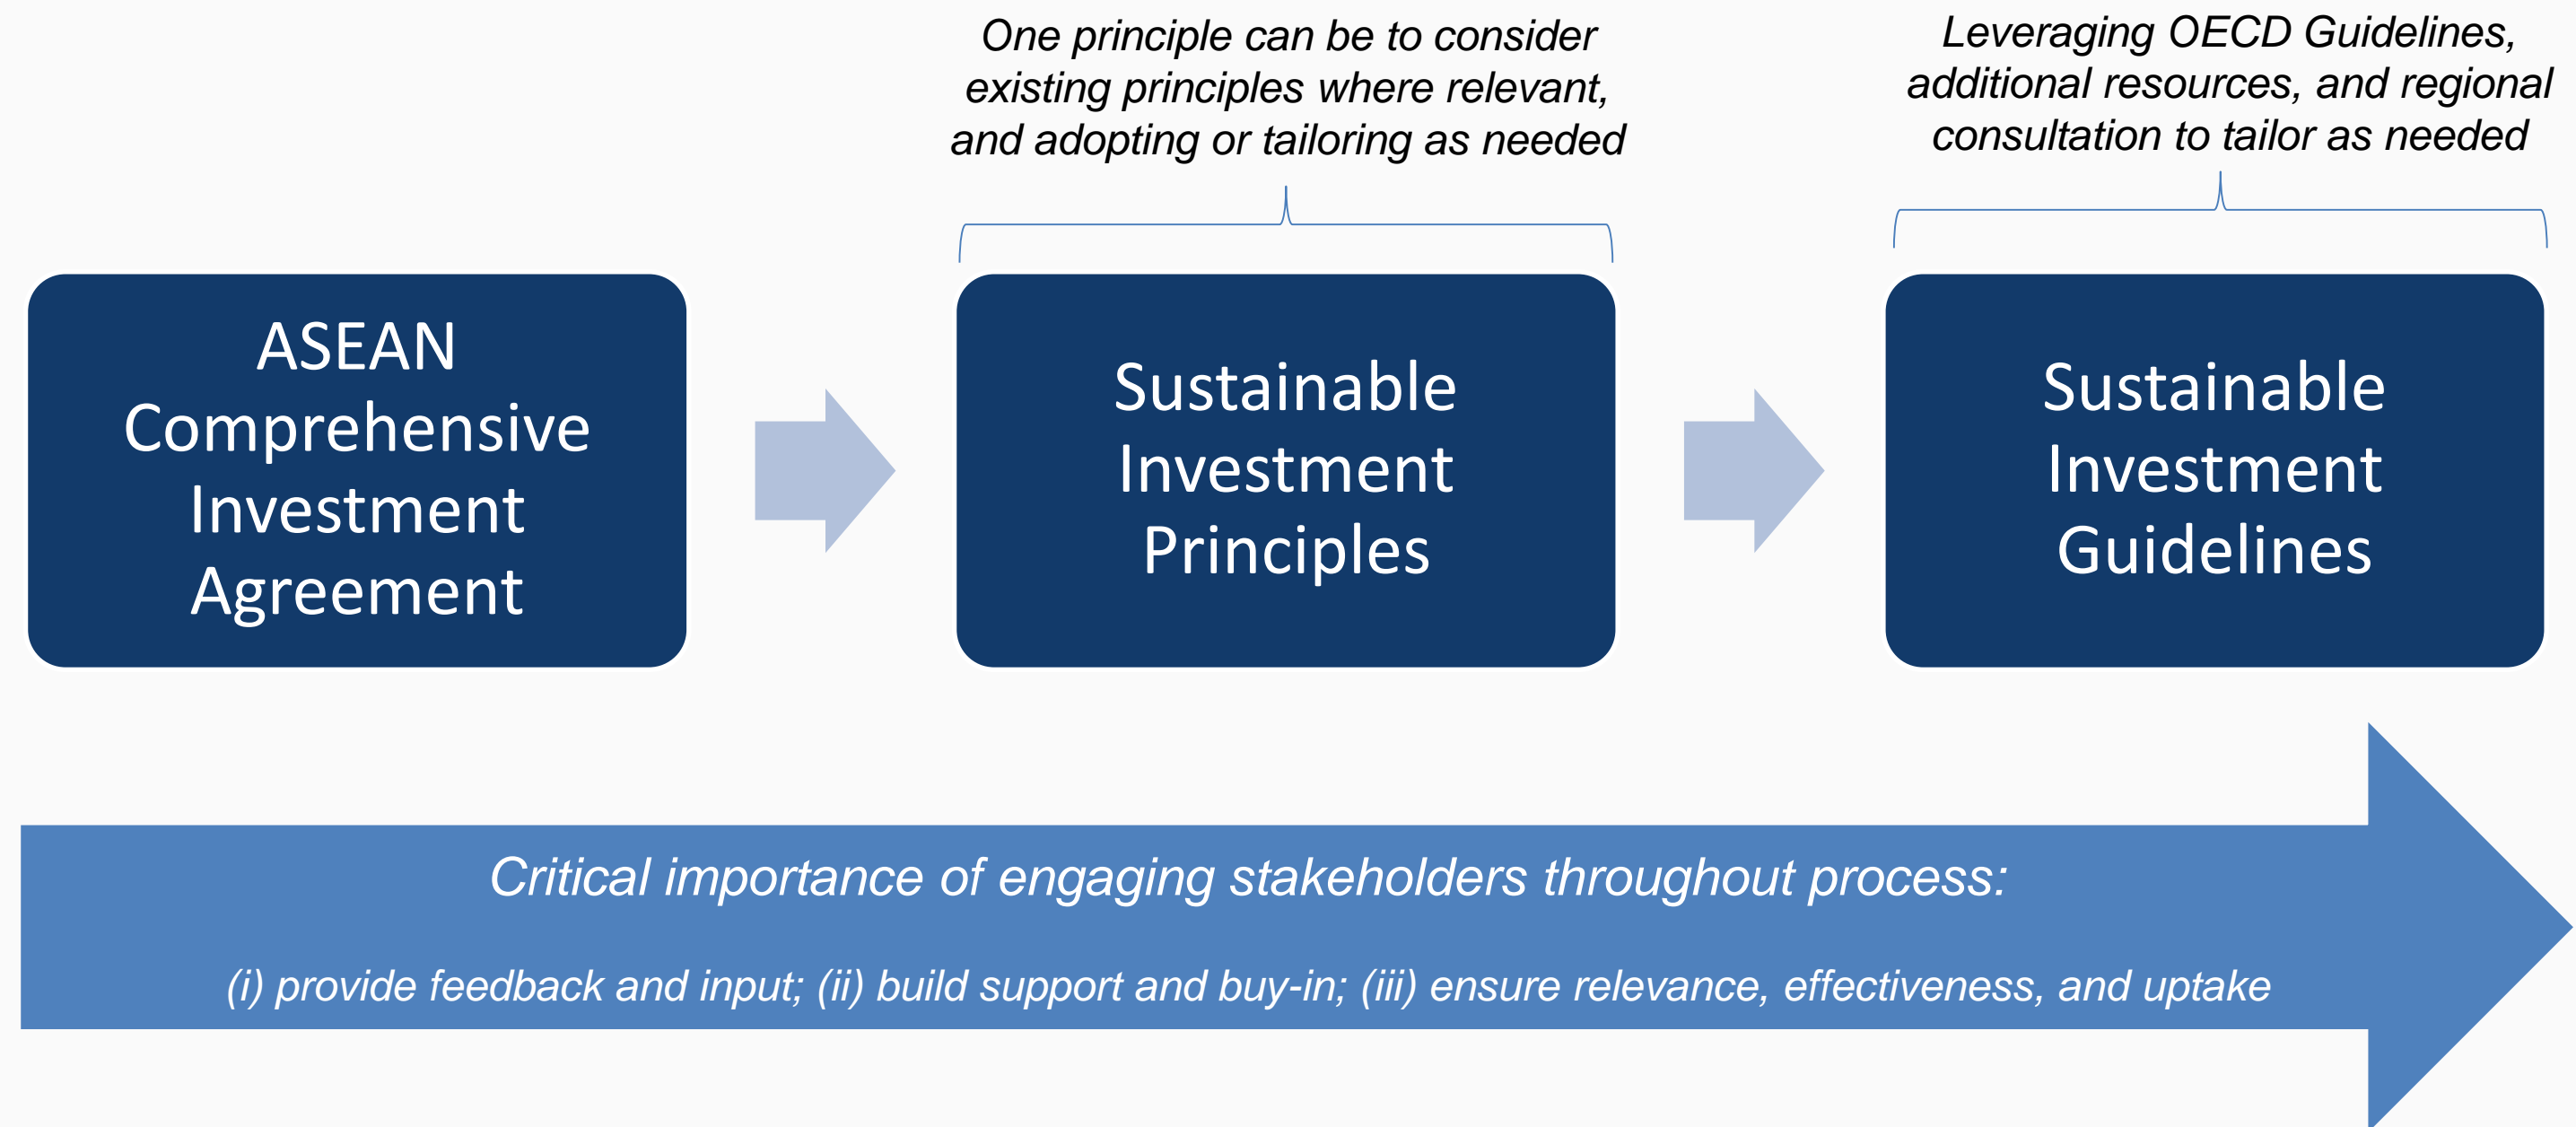 One principle can be to consider
existing principles where relevant,
and adopting or tailoring as needed
Leveraging OECD Guidelines,
additional resources, and regional
consultation to tailor as needed
ASEAN
Comprehensive
Investment
Agreement
Sustainable
Investment
Principles
Sustainable
Investment
Guidelines
Critical importance of engaging stakeholders throughout process:
(i) provide feedback and input; (ii) build support and buy-in; (iii) ensure relevance, effectiveness, and uptake